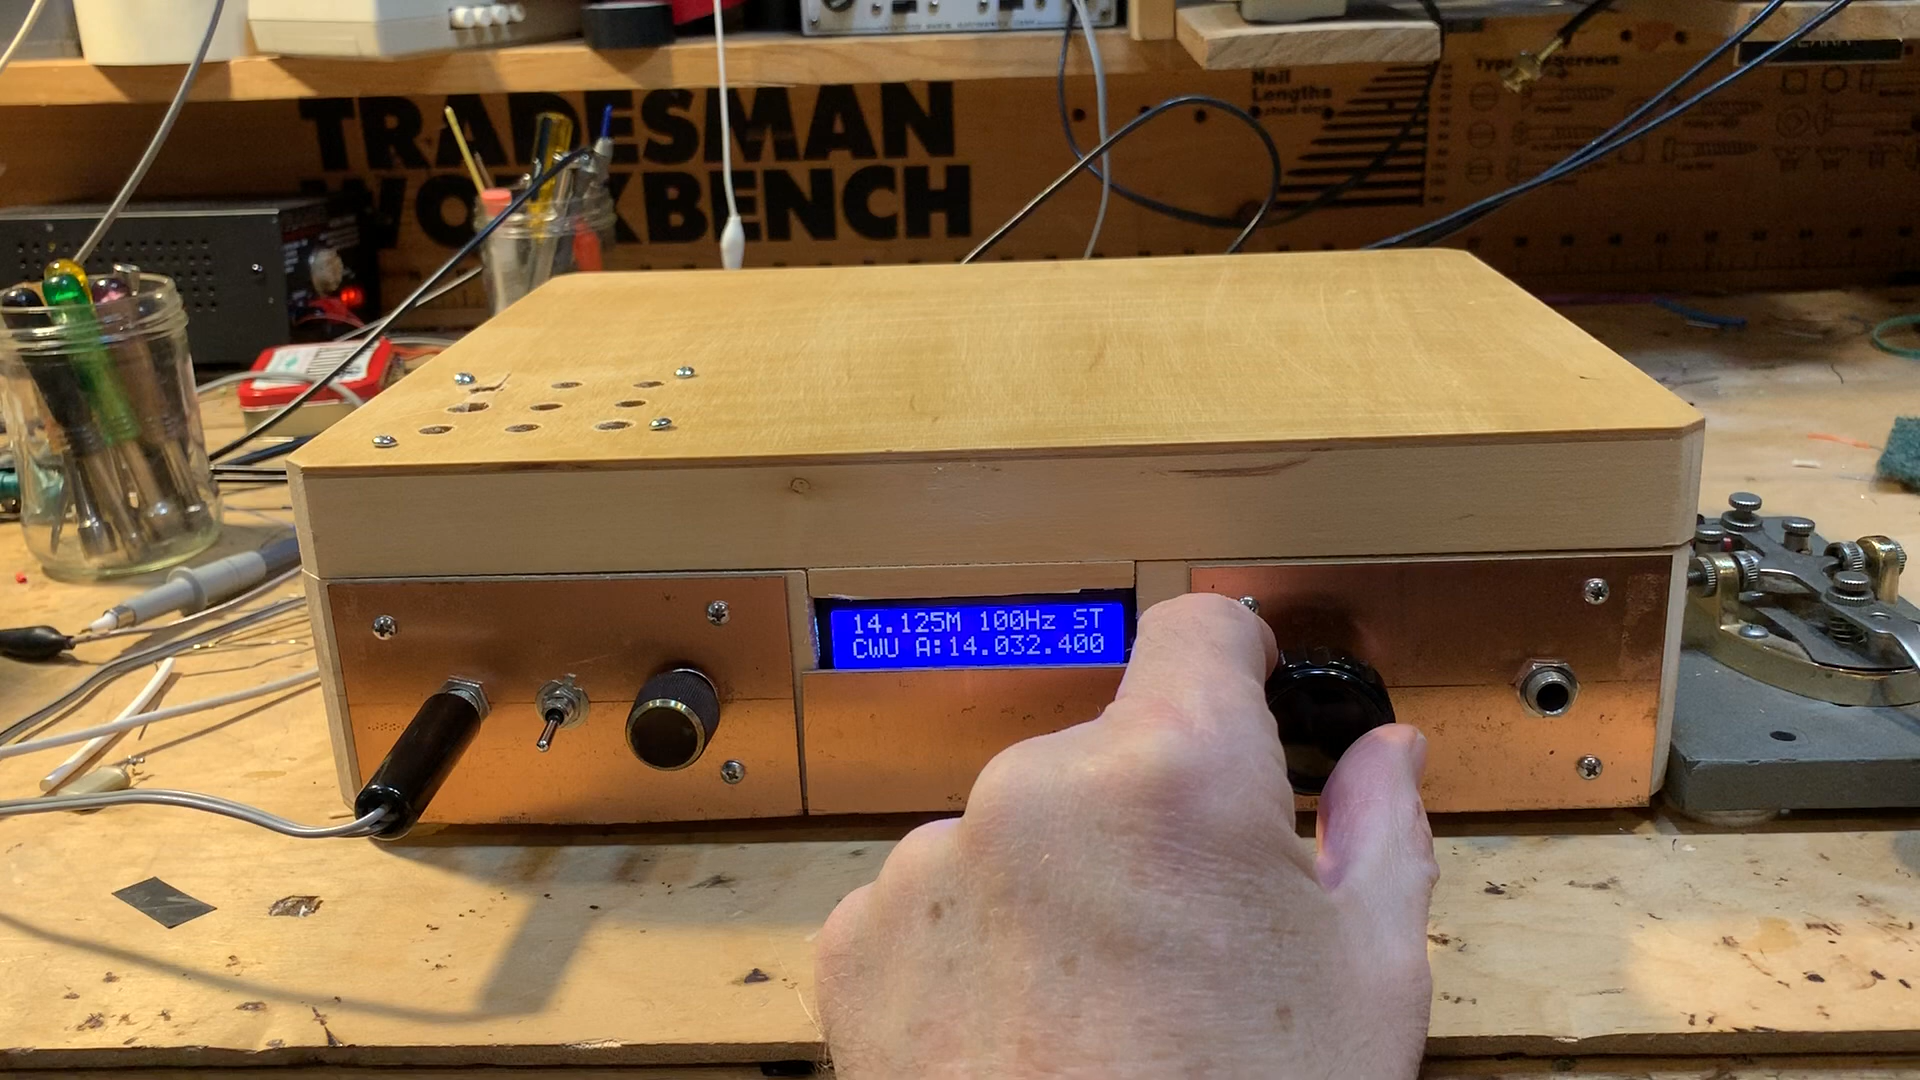 TRADESMAN
WORKBENCH
Nail
Lengths
14.125M 100Hz ST
CWU A:14.032.400